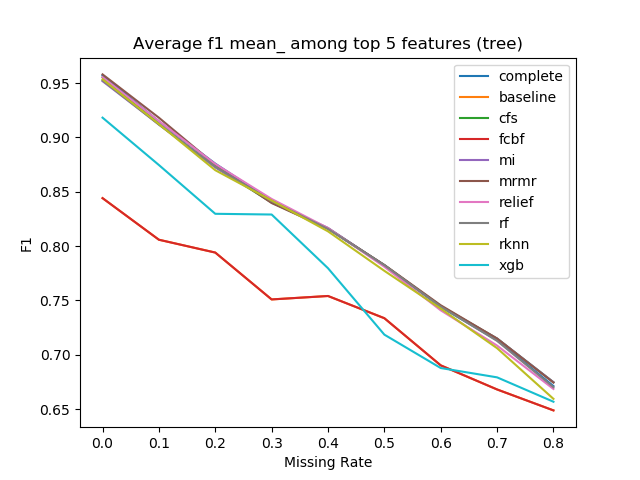 Average f1 mean_ among top 5 features (tree)
F1
0.95
0.90
0.85
0.80
0.75
0.70
0.65
complete
baseline
cfs
fcbf
mi
mrmr
relief
rf
rknn
xgb
0.0 0.1 0.2 0.3 0.4 0.5 0.6 0.7 0.8
Missing Rate